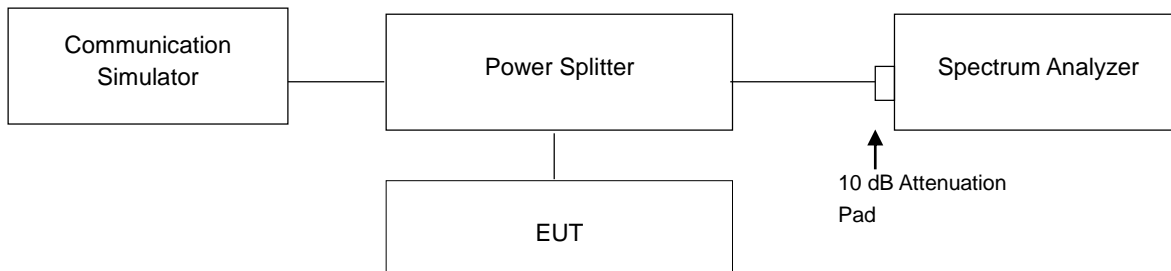 Communication
Simulator
Power Splitter
Spectrum Analyzer
10 dB Attenuation
Pad
EUT